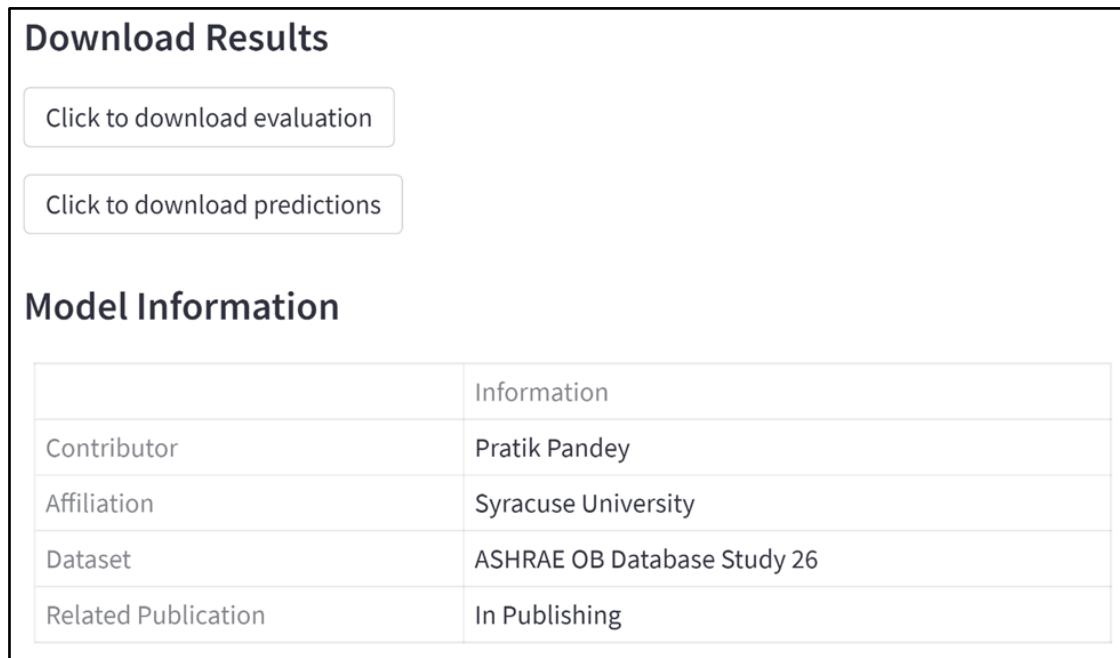 Download Results
Click to download evaluation
Click to download predictions
Model Information
Information
Contributor Pratik Pandey
Affiliation Syracuse University
Dataset ASHRAE OB Database Study 26
Related Publication In Publishing